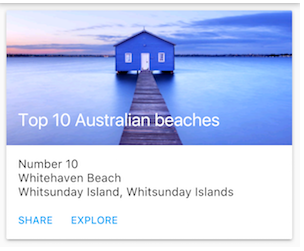 Top 10 Australian beaches
Number 10
Whitehaven Beach
Whitsunday Island, Whitsunday Islands
SHARE EXPLORE